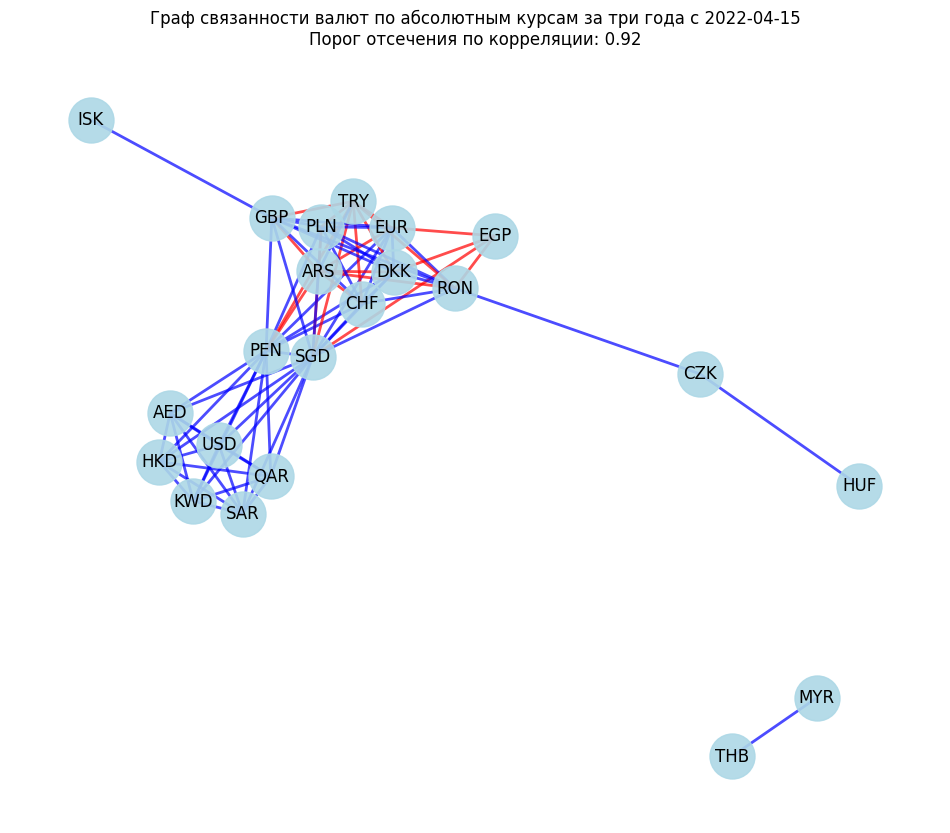 Граф связанности валют по абсолютным курсам за три года с 2022-04-15
Порог отсечения по корреляции: 0.92
ISK
TRY
GBP
PLN
EUR
EGP
ARS
DKK
RON
CHF
PEN
SGD
CZK
AED
USD
HKD
QAR
HUF
KWD
SAR
MYR
THB